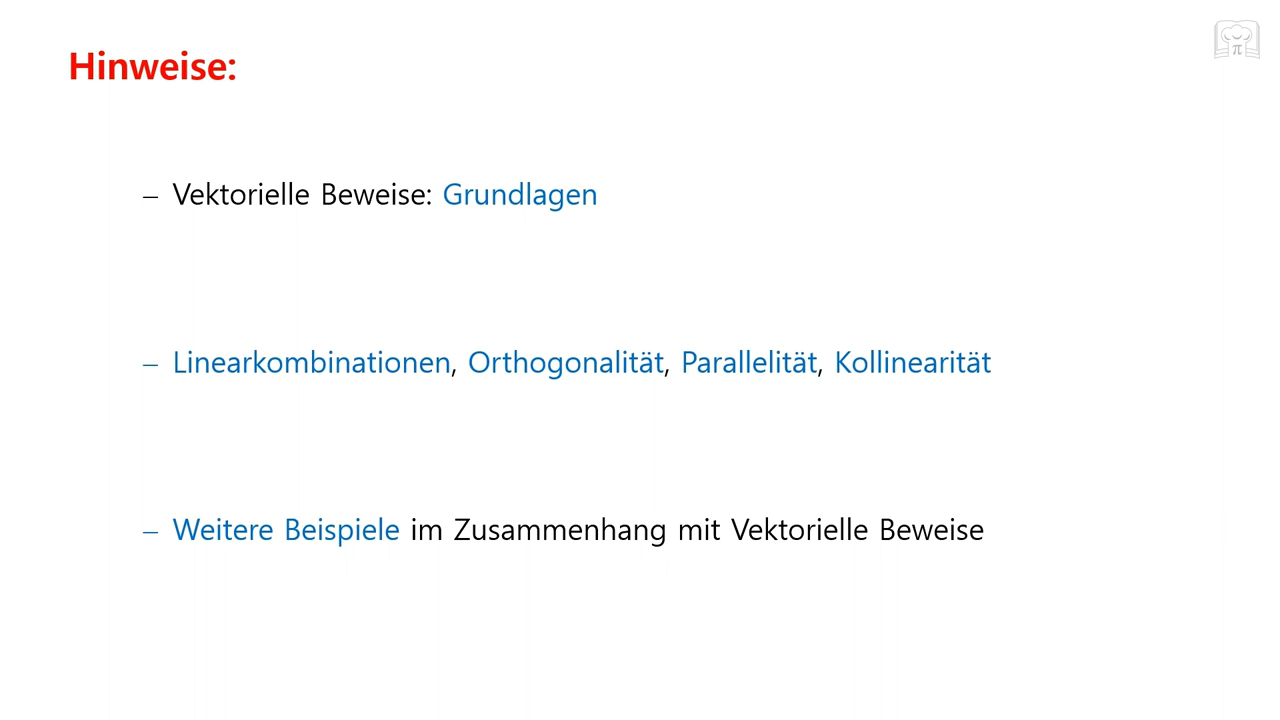 Hinweise:
– Vektorielle Beweise: Grundlagen
– Linearkombinationen, Orthogonalität, Parallelität, Kollinearität
– Weitere Beispiele im Zusammenhang mit Vektorielle Beweise
π